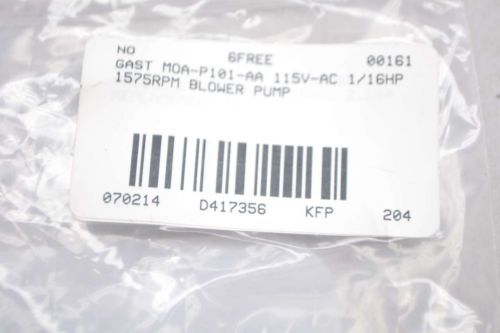 NO 6FREE 00161
GAST MOA-P101-AA 115V-AC 1/16HP
1575RPM BLOWER PUMP
070214 D417356 KFP 204